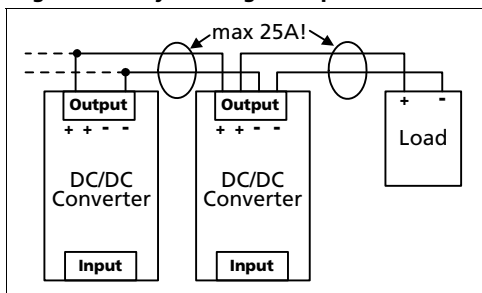 max 25A!
Output
+ + - -
DC/DC
Converter
Input
Output
+ + - -
DC/DC
Converter
Input
+ -
Load